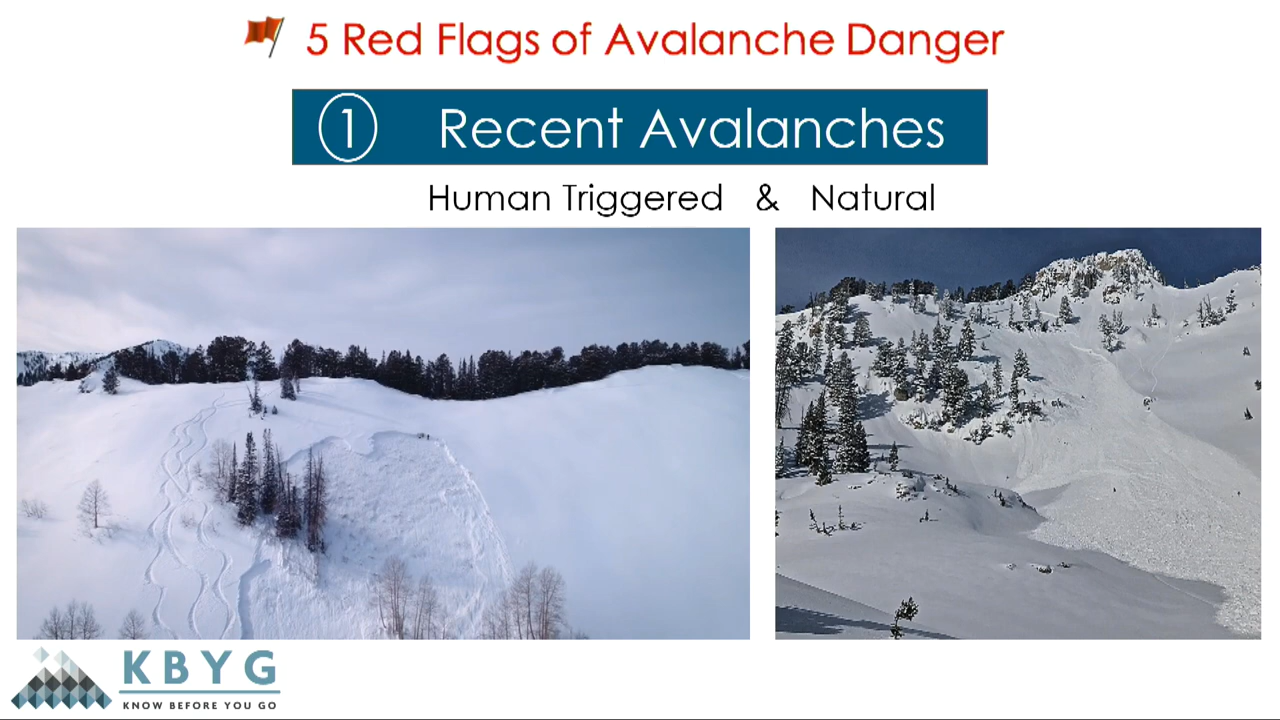 5 Red Flags of Avalanche Danger
1 Recent Avalanches
Human Triggered & Natural
KBYG
KNOW BEFORE YOU GO